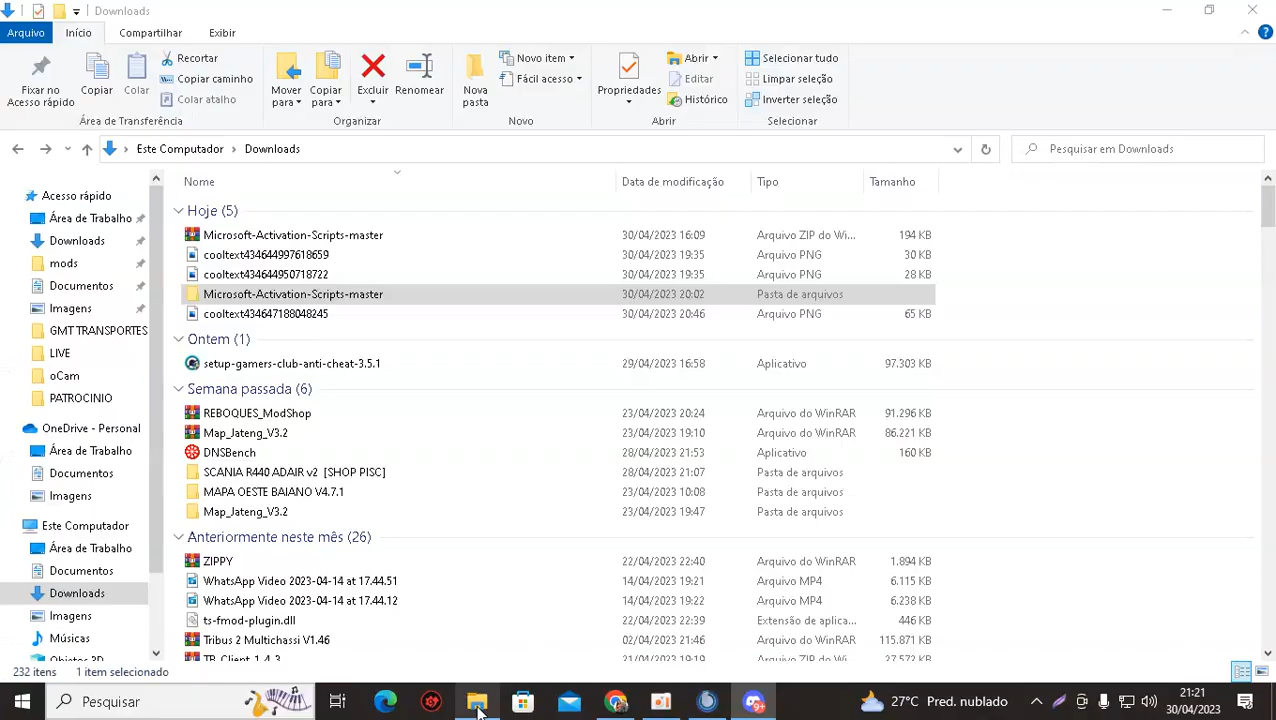 Downloads
Arquivo Início Compartilhar Exibir
Fixar no Acesso rápido
Copiar
Colar
Recortar
Copiar caminho
Colar atalho
Área de Transferência
Mover para
Copiar para
Excluir
Renomear
Organizar
Nova pasta
Novo item
Fácil acesso
Novo
Propriedades
Abrir
Editar
Histórico
Abrir
Selecionar tudo
Limpar seleção
Inverter seleção
Selecionar
Este Computador > Downloads
Pesquisar em Downloads
Acesso rápido
Área de Trabalho
Downloads
mods
Documentos
Imagens
GMT TRANSPORTES
LIVE
oCam
PATROCINIO
OneDrive - Personal
Área de Trabalho
Documentos
Imagens
Este Computador
Área de Trabalho
Documentos
Downloads
Imagens
Músicas
Objetos 3D
Nome Data de modificação Tipo Tamanho
Hoje (5)
Microsoft-Activation-Scripts-master 30/04/2023 16:09 Arquivo ZIP do Wi... 194 KB
cooltext434644997618659 30/04/2023 19:35 Arquivo PNG 30 KB
cooltext434644950718722 30/04/2023 19:35 Arquivo PNG 28 KB
Microsoft-Activation-Scripts-master 30/04/2023 20:02 Pasta de arquivos
cooltext434647188048245 30/04/2023 20:46 Arquivo PNG 65 KB
Ontem (1)
setup-gamers-club-anti-cheat-3.5.1 29/04/2023 16:58 Aplicativo 97.303 KB
Semana passada (6)
REBOQUES_ModShop 23/04/2023 20:24 Arquivo do WinRAR 91.296 KB
Map_Jateng_V3.2 23/04/2023 19:10 Arquivo do WinRAR 86.221 KB
DNSBench 28/04/2023 21:53 Aplicativo 160 KB
SCANIA R440 ADAIR v2 [SHOP PISC] 28/04/2023 21:07 Pasta de arquivos
MAPA OESTE BAIANO V4.7.1 23/04/2023 10:08 Pasta de arquivos
Map_Jateng_V3.2 23/04/2023 19:47 Pasta de arquivos
Anteriormente neste mês (26)
ZIPPY 22/04/2023 22:40 Arquivo do WinRAR 1.894 KB
WhatsApp Video 2023-04-14 at 17.44.51 14/04/2023 19:21 Arquivo MP4 6.115 KB
WhatsApp Video 2023-04-14 at 17.44.12 14/04/2023 19:22 Arquivo MP4 6.238 KB
ts-fmod-plugin.dll 22/04/2023 22:39 Extensão de aplica... 446 KB
Tribus 2 Multichassi V1.46 02/04/2023 21:46 Arquivo do WinRAR 115.871 KB
TB_Client_1_4_3 21/04/2023 19:19 Arquivo ZIP do Wi... 37.572 KB
232 itens 1 item selecionado
Pesquisar
27°C Pred. nublado
21:21
30/04/2023